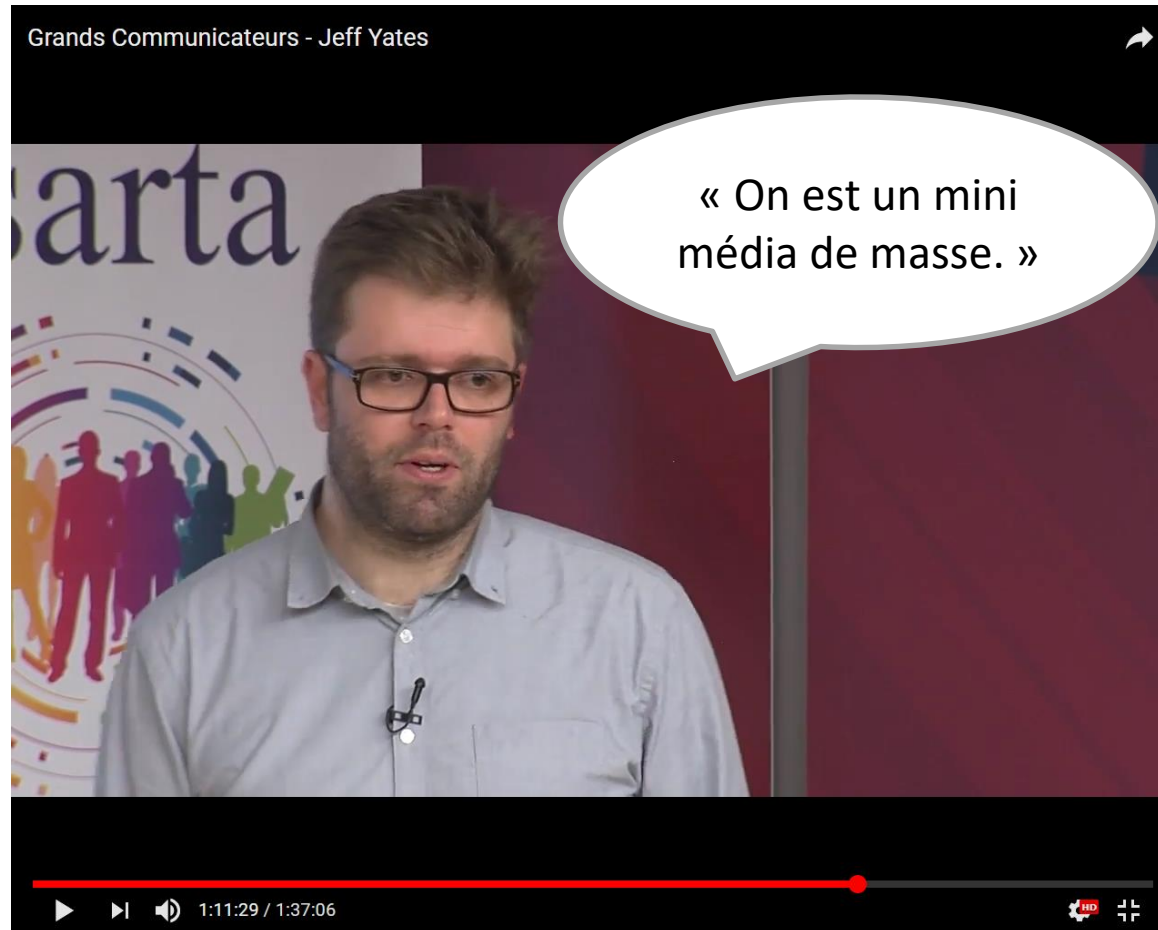 Grands Communicateurs - Jeff Yates
sarta
« On est un mini
média de masse. »
1:11:29 / 1:37:06
HD